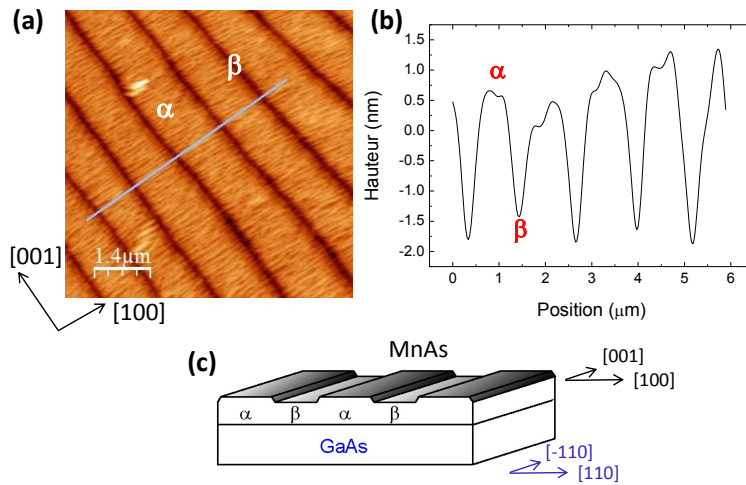 (a)
β
α
1.4μm
[001]
[100]
(b)
Hauteur (nm)
1.5
1.0
0.5
0.0
-0.5
-1.0
-1.5
-2.0
α
β
0 1 2 3 4 5 6
Position (μm)
(c)
MnAs
[001]
[100]
α β α β
GaAs
[-110]
[110]